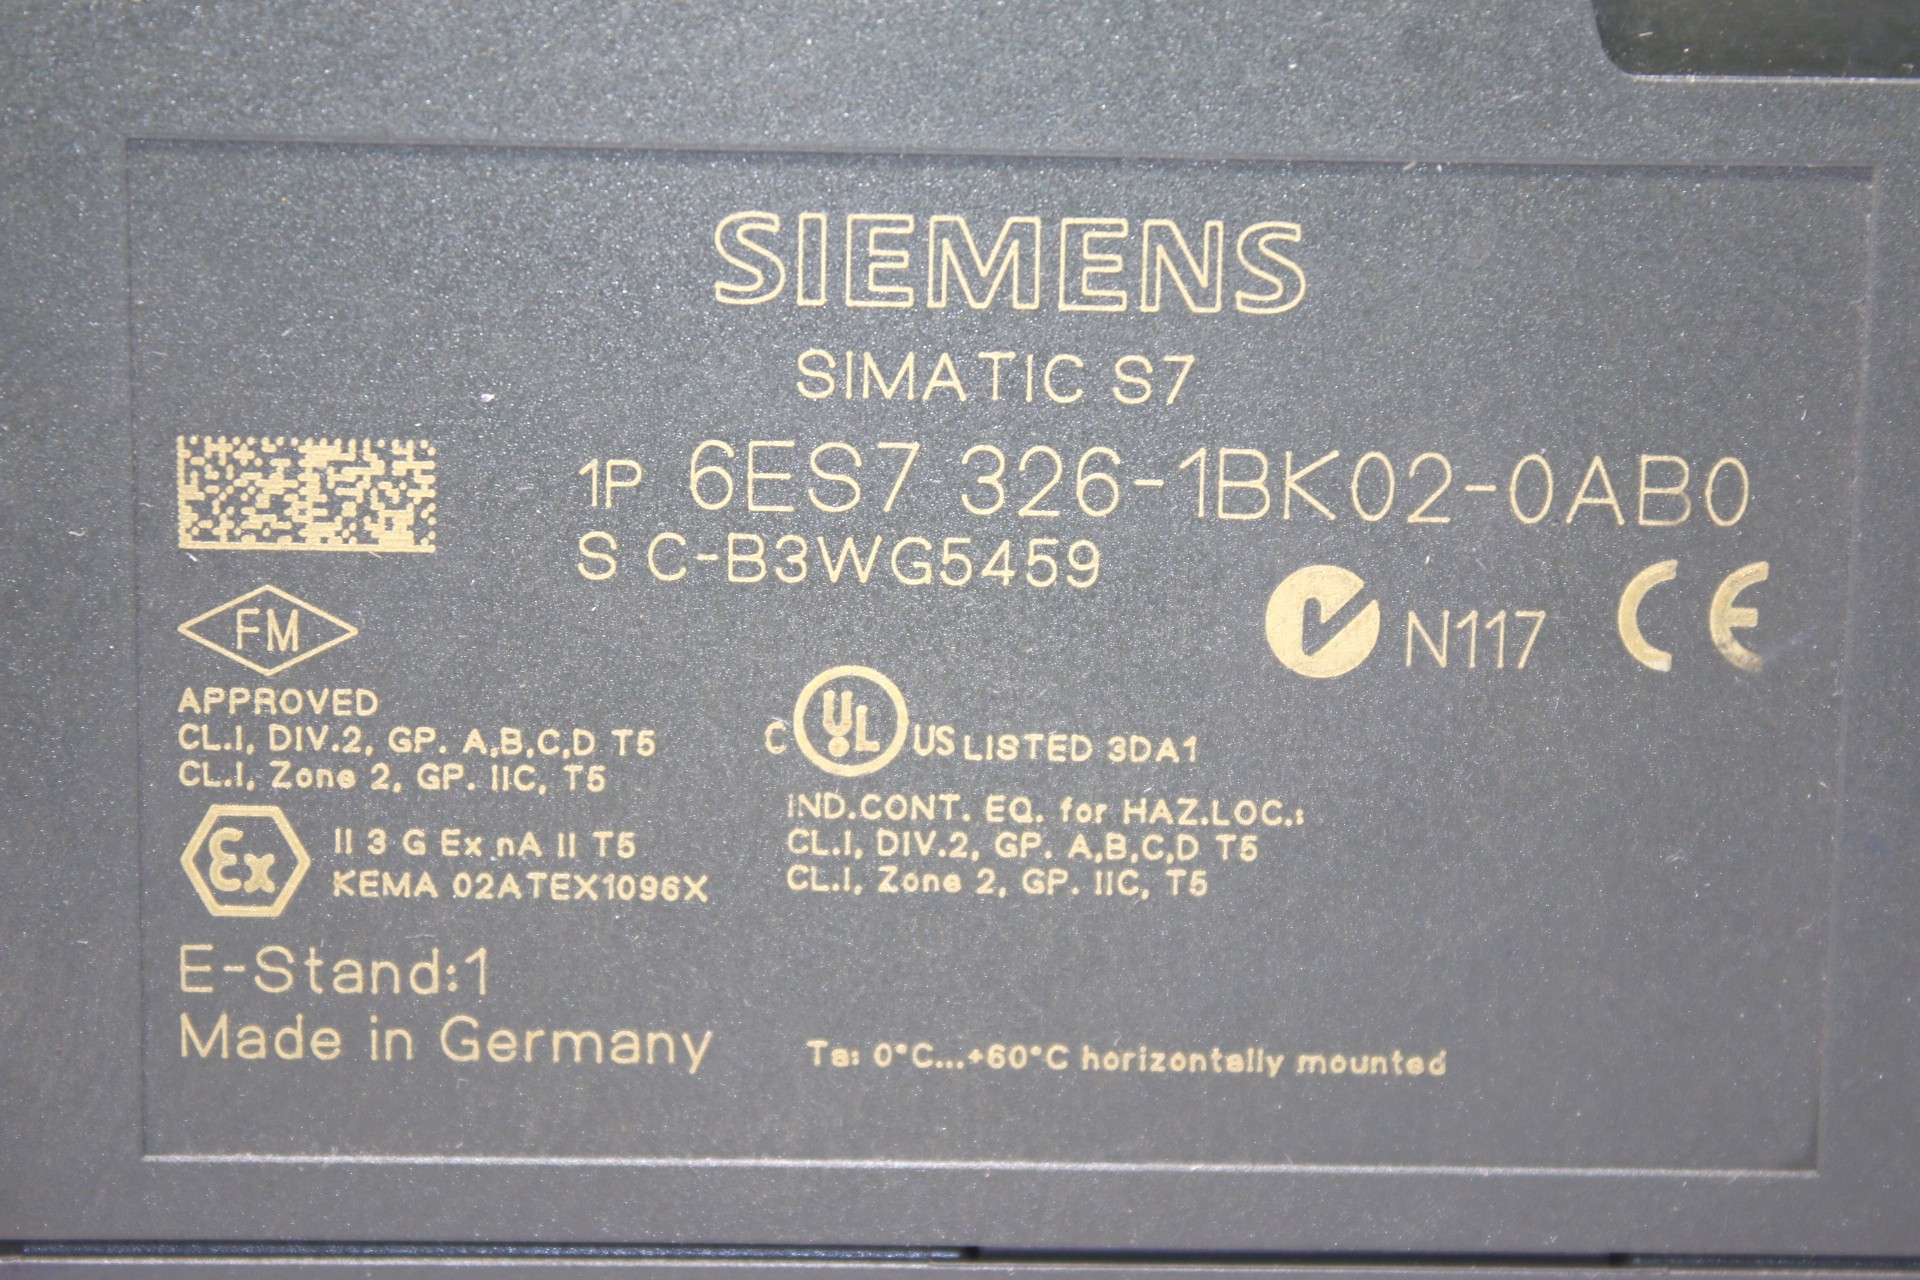 SIEMENS
SIMATIC S7
1P 6ES7 326-1BK02-0AB0
S C-B3WG5459
N117 CE
FM
APPROVED
CL.I, DIV.2, GP. A,B,C,D T5
CL.I, Zone 2, GP. IIC, T5
C UL US LISTED 3DA1
IND.CONT. EQ. for HAZ.LOC.:
CL.I, DIV.2, GP. A,B,C,D T5
CL.I, Zone 2, GP. IIC, T5
Ex II 3 G Ex nA II T5
KEMA 02ATEX1096X
E-Stand:1
Made in Germany
Ta: 0°C...+60°C horizontally mounted